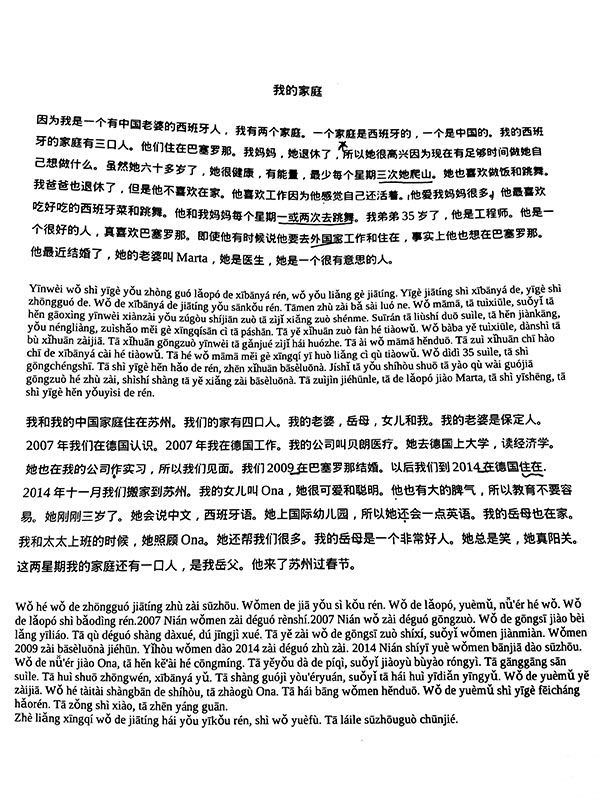 我的家庭
因为我是一个有中国老婆的西班牙人，我有两个家庭。一个家庭是西班牙的，一个是中国的。我的西班
牙的家庭有三口人。他们住在巴塞罗那。我妈妈，她退休了，所以她很高兴因为现在有足够时间做她自
己想做什么。虽然她六十多岁了，她很健康，有能量，最少每个星期三次她爬山。她也喜欢做饭和跳舞。
我爸爸也退休了，但是他不喜欢在家。他喜欢工作因为他感觉自己还活着。他爱我妈妈很多。他最喜欢
吃好吃的西班牙菜和跳舞。他和我妈妈每个星期一或两次去跳舞。我弟弟 35 岁了，他是工程师。他是一
个很好的人，真喜欢巴塞罗那。即使他有时候说他要去外国家工作和住在，事实上他也想在巴塞罗那。
他最近结婚了，她的老婆叫 Marta，她是医生，她是一个很有意思的人。
Yīnwèi wǒ shì yīgè yǒu zhòng guó lǎopó de xībānyá rén, wǒ yǒu liǎng gè jiātíng. Yīgè jiātíng shì xībānyá de, yīgè shì
zhōngguó de. Wǒ de xībānyá de jiātíng yǒu sānkǒu rén. Tāmen zhù zài bā sài luó ne. Wǒ māmā, tā tuìxiūle, suǒyǐ tā
hěn gāoxìng yīnwèi xiànzài yǒu zúgòu shíjiān zuò tā zìjǐ xiǎng zuò shénme. Suīrán tā liùshí duō suìle, tā hěn jiànkāng,
yǒu néngliàng, zuìshǎo měi gè xīngqísān cì tā páshān. Tā yě xǐhuān zuò fàn hé tiàowǔ. Wǒ bàba yě tuìxiūle, dànshì tā
bù xǐhuān zàijiā. Tā xǐhuān gōngzuò yīnwèi tā gǎnjué zìjǐ hái huózhe. Tā ài wǒ māmā hěnduō. Tā zuì xǐhuān chī hào
chī de xībānyá cài hé tiàowǔ. Tā hé wǒ māmā měi gè xīngqí yī huò liǎng cì qù tiàowǔ. Wǒ dìdì 35 suìle, tā shì
gōngchéngshī. Tā shì yīgè hěn hǎo de rén, zhēn xǐhuān bāsèluōnà. Jíshǐ tā yǒu shíhòu shuō tā yào qù wài guójiā
gōngzuò hé zhù zài, shìshí shàng tā yě xiǎng zài bāsèluōnà. Tā zuìjìn jiéhūnle, tā de lǎopó jiào Marta, tā shì yīshēng, tā
shì yīgè hěn yǒuyìsi de rén.
我和我的中国家庭住在苏州。我们的家有四口人。我的老婆，岳母，女儿和我。我的老婆是保定人。
2007 年我们在德国认识。2007 年我在德国工作。我的公司叫贝朗医疗。她去德国上大学，读经济学。
她也在我的公司作实习，所以我们见面。我们 2009 在巴塞罗那结婚。以后我们到 2014 在德国住在.
2014 年十一月我们搬家到苏州。我的女儿叫 Ona，她很可爱和聪明。他也有大的脾气，所以教育不要容
易。她刚刚三岁了。她会说中文，西班牙语。她上国际幼儿园，所以她还会一点英语。我的岳母也在家。
我和太太上班的时候，她照顾 Ona。她还帮我们很多。我的岳母是一个非常好人。她总是笑，她真阳关。
这两星期我的家庭还有一口人，是我岳父。他来了苏州过春节。
Wǒ hé wǒ de zhōngguó jiātíng zhù zài sūzhōu. Wǒmen de jiā yǒu sì kǒu rén. Wǒ de lǎopó, yuèmǔ, nǚ'ér hé wǒ. Wǒ
de lǎopó shì bǎodìng rén.2007 Nián wǒmen zài déguó rènshí.2007 Nián wǒ zài déguó gōngzuò. Wǒ de gōngsī jiào bèi
lǎng yīliáo. Tā qù déguó shàng dàxué, dú jīngjì xué. Tā yě zài wǒ de gōngsī zuò shíxí, suǒyǐ wǒmen jiànmiàn. Wǒmen
2009 zài bāsèluōnà jiéhūn. Yǐhòu wǒmen dào 2014 zài déguó zhù zài. 2014 Nián shíyī yuè wǒmen bānjiā dào sūzhōu.
Wǒ de nǚ'ér jiào Ona, tā hěn kě'ài hé cōngmíng. Tā yěyǒu dà de píqì, suǒyǐ jiàoyù bùyào róngyì. Tā gānggāng sān
suìle. Tā huì shuō zhōngwén, xībānyá yǔ. Tā shàng guójì yòu'éryuán, suǒyǐ tā hái huì yīdiǎn yīngyǔ. Wǒ de yuèmǔ yě
zàijiā. Wǒ hé tàitài shàngbān de shíhòu, tā zhàogù Ona. Tā hái bāng wǒmen hěnduō. Wǒ de yuèmǔ shì yīgè fēicháng
hǎorén. Tā zǒng shì xiào, tā zhēn yáng guān.
Zhè liǎng xīngqí wǒ de jiātíng hái yǒu yīkǒu rén, shì wǒ yuèfù. Tā láile sūzhōuguò chūnjié.